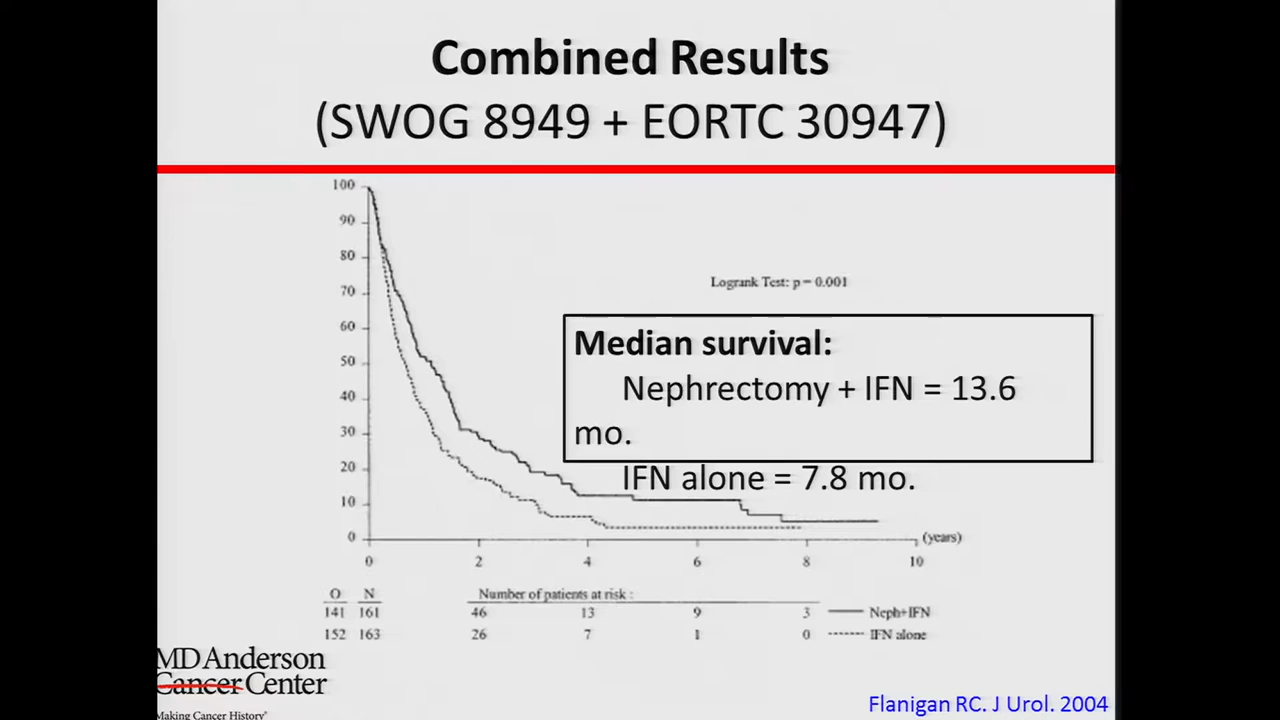 Combined Results
(SWOG 8949 + EORTC 30947)
100
90
80
70
60
50
40
30
20
10
0
Logrank Test: p = 0.001
Median survival:
Nephrectomy + IFN = 13.6
mo.
IFN alone = 7.8 mo.
(years)
0 2 4 6 8 10
O N Number of patients at risk :
141 161 46 13 9 3 Neph+IFN
152 163 26 7 1 0 IFN alone
MD Anderson
Cancer Center
Making Cancer History®
Flanigan RC. J Urol. 2004